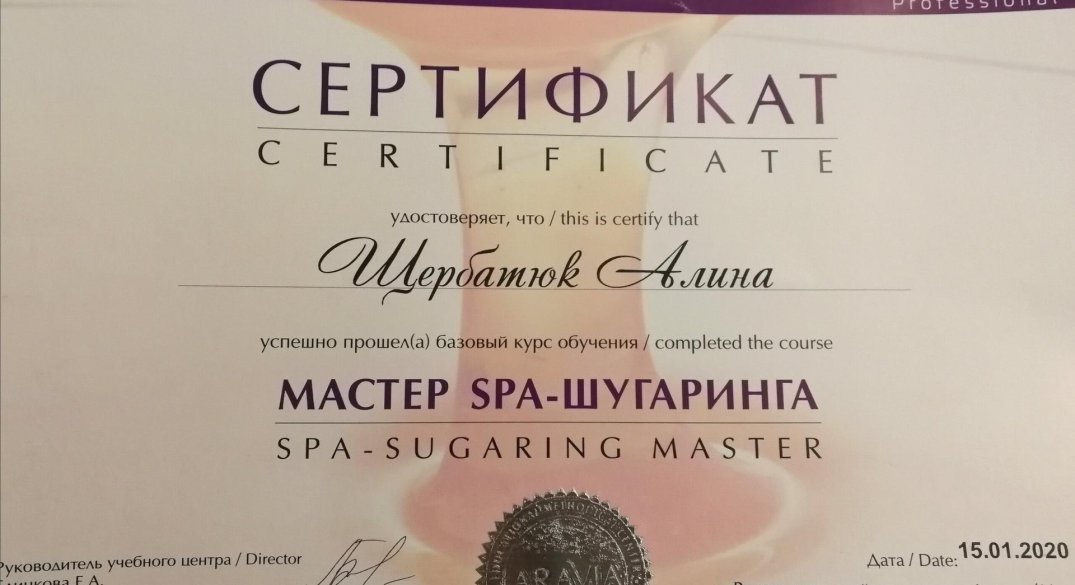 Professional
СЕРТИФИКАТ
CERTIFICATE
удостоверяет, что / this is certify that
Щербатюк Алина
успешно прошел(а) базовый курс обучения / completed the course
МАСТЕР SPA-ШУГАРИНГА
SPA-SUGARING MASTER
Руководитель учебного центра / Director
Е.А.
ARAVIA
Дата / Date: 15.01.2020